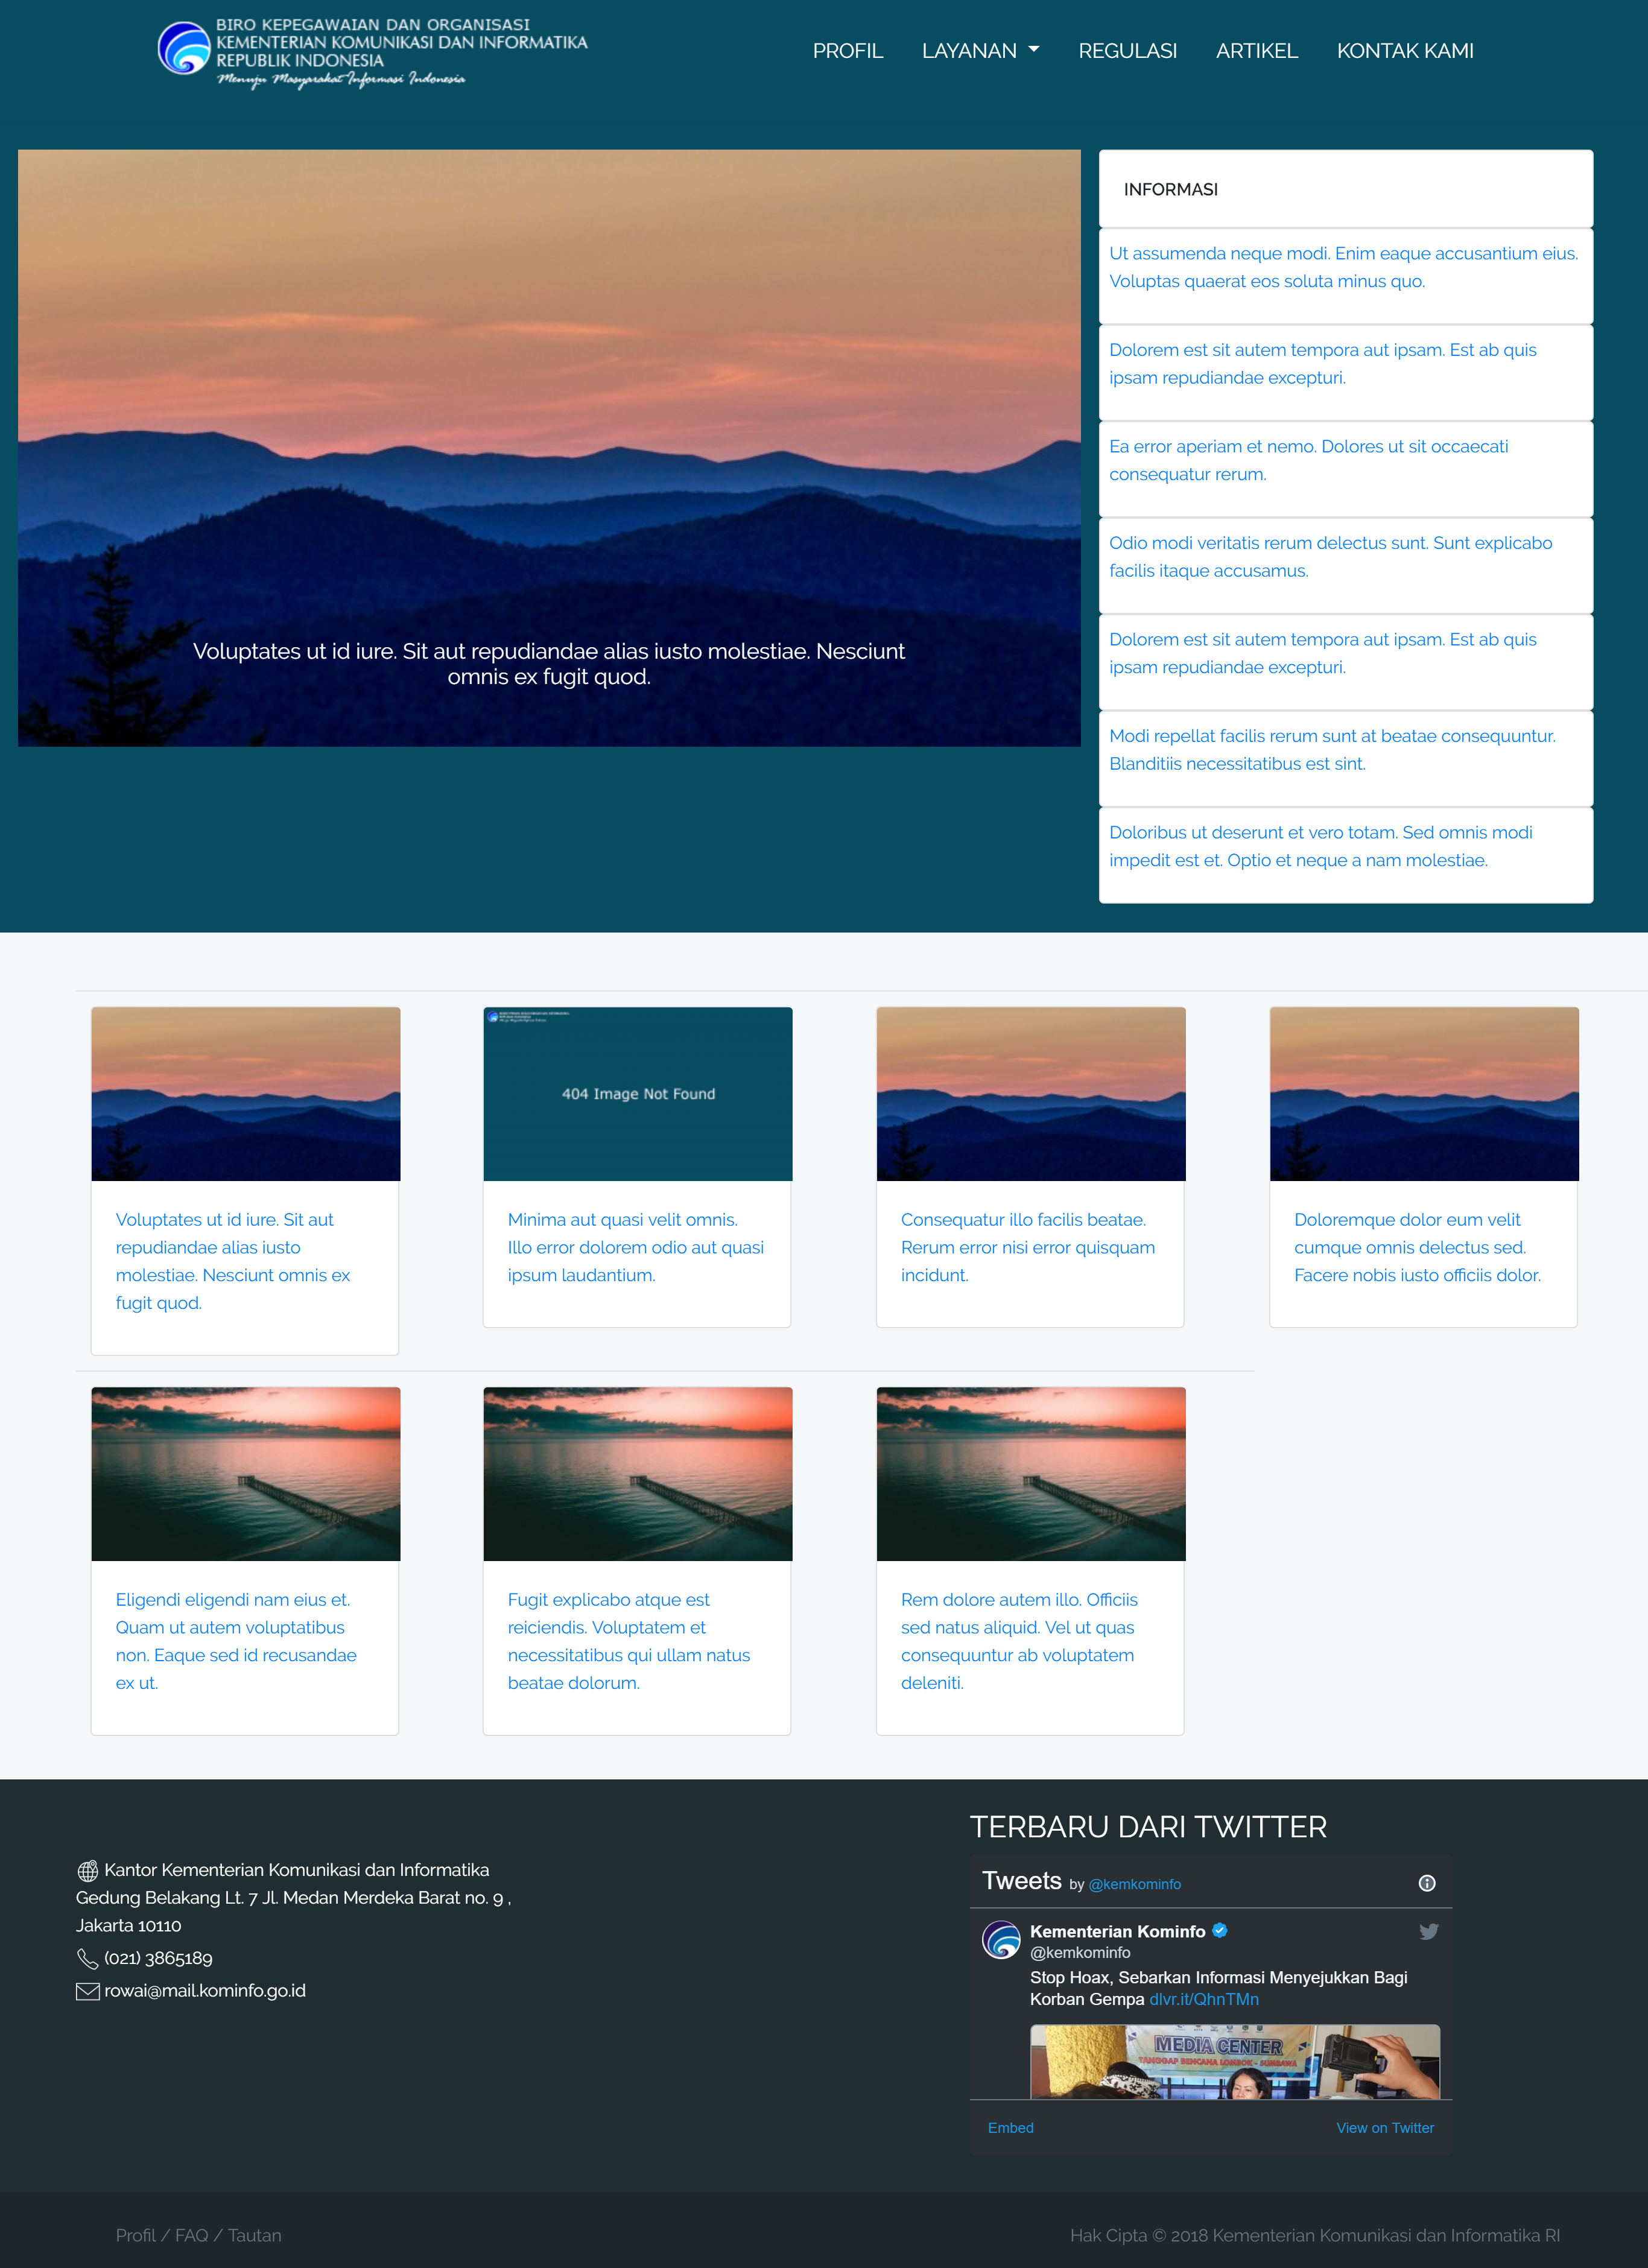 BIRO KEPEGAWAIAN DAN ORGANISASI
KEMENTERIAN KOMUNIKASI DAN INFORMATIKA
REPUBLIK INDONESIA
Menuju Masyarakat Informasi Indonesia
PROFIL LAYANAN REGULASI ARTIKEL KONTAK KAMI
Voluptates ut id iure. Sit aut repudiandae alias iusto molestiae. Nesciunt
omnis ex fugit quod.
INFORMASI
Ut assumenda neque modi. Enim eaque accusantium eius.
Voluptas quaerat eos soluta minus quo.
Dolorem est sit autem tempora aut ipsam. Est ab quis
ipsam repudiandae excepturi.
Ea error aperiam et nemo. Dolores ut sit occaecati
consequatur rerum.
Odio modi veritatis rerum delectus sunt. Sunt explicabo
facilis itaque accusamus.
Dolorem est sit autem tempora aut ipsam. Est ab quis
ipsam repudiandae excepturi.
Modi repellat facilis rerum sunt at beatae consequuntur.
Blanditiis necessitatibus est sint.
Doloribus ut deserunt et vero totam. Sed omnis modi
impedit est et. Optio et neque a nam molestiae.
Voluptates ut id iure. Sit aut
repudiandae alias iusto
molestiae. Nesciunt omnis ex
fugit quod.
404 Image Not Found
Minima aut quasi velit omnis.
Illo error dolorem odio aut quasi
ipsum laudantium.
Consequatur illo facilis beatae.
Rerum error nisi error quisquam
incidunt.
Doloremque dolor eum velit
cumque omnis delectus sed.
Facere nobis iusto officiis dolor.
Eligendi eligendi nam eius et.
Quam ut autem voluptatibus
non. Eaque sed id recusandae
ex ut.
Fugit explicabo atque est
reiciendis. Voluptatem et
necessitatibus qui ullam natus
beatae dolorum.
Rem dolore autem illo. Officiis
sed natus aliquid. Vel ut quas
consequuntur ab voluptatem
deleniti.
Kantor Kementerian Komunikasi dan Informatika
Gedung Belakang Lt. 7 Jl. Medan Merdeka Barat no. 9 ,
Jakarta 10110
(021) 3865189
rowai@mail.kominfo.go.id
TERBARU DARI TWITTER
Tweets by @kemkominfo
Kementerian Kominfo
@kemkominfo
Stop Hoax, Sebarkan Informasi Menyejukkan Bagi
Korban Gempa dlvr.it/QhnTMn
MEDIA CENTER
TANGGAP BENCANA LOMBOK - SUMBAWA
Embed View on Twitter
Profil / FAQ / Tautan
Hak Cipta © 2018 Kementerian Komunikasi dan Informatika RI